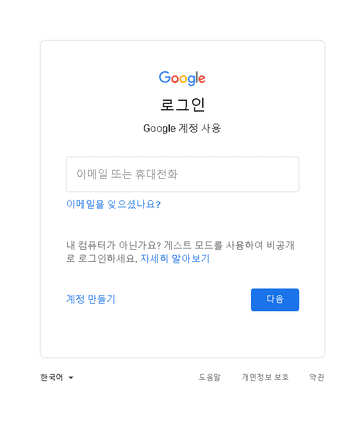 Google
로그인
Google 계정 사용
이메일 또는 휴대전화
이메일을 잊으셨나요?
내 컴퓨터가 아닌가요? 게스트 모드를 사용하여 비공개
로 로그인하세요. 자세히 알아보기
계정 만들기 다음
한국어 도움말 개인정보 보호 약관